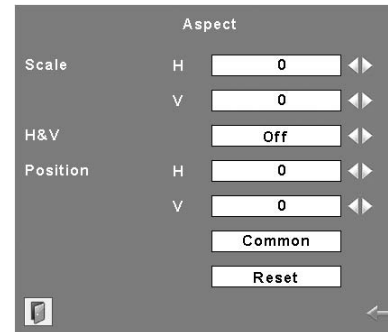 Aspect
Scale H 0
V 0
H&V Off
Position H 0
V 0
Common
Reset